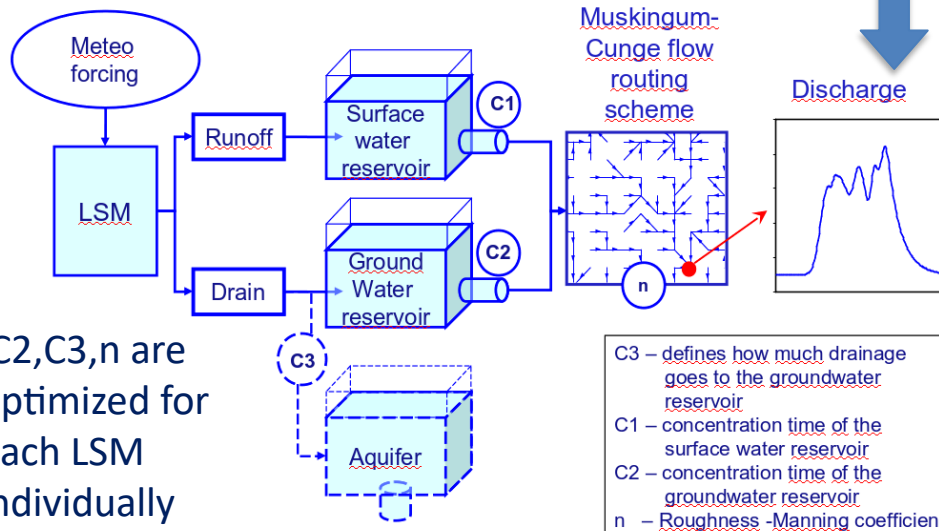 Meteo
forcing
LSM
Runoff
Drain
Surface
water
reservoir
C1
Ground
Water
reservoir
C2
C3
Aquifer
Muskingum-
Cunge flow
routing
scheme
n
Discharge
C2,C3,n are
ptimized for
ach LSM
ndividually
C3 – defines how much drainage
goes to the groundwater
reservoir
C1 – concentration time of the
surface water reservoir
C2 – concentration time of the
groundwater reservoir
n – Roughness -Manning coefficien